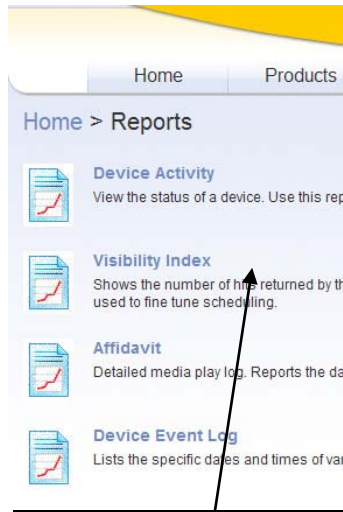 Home Products
Home > Reports
Device Activity
View the status of a device. Use this rep
Visibility Index
Shows the number of hits returned by th
used to fine tune scheduling.
Affidavit
Detailed media play log. Reports the da
Device Event Log
Lists the specific dates and times of var